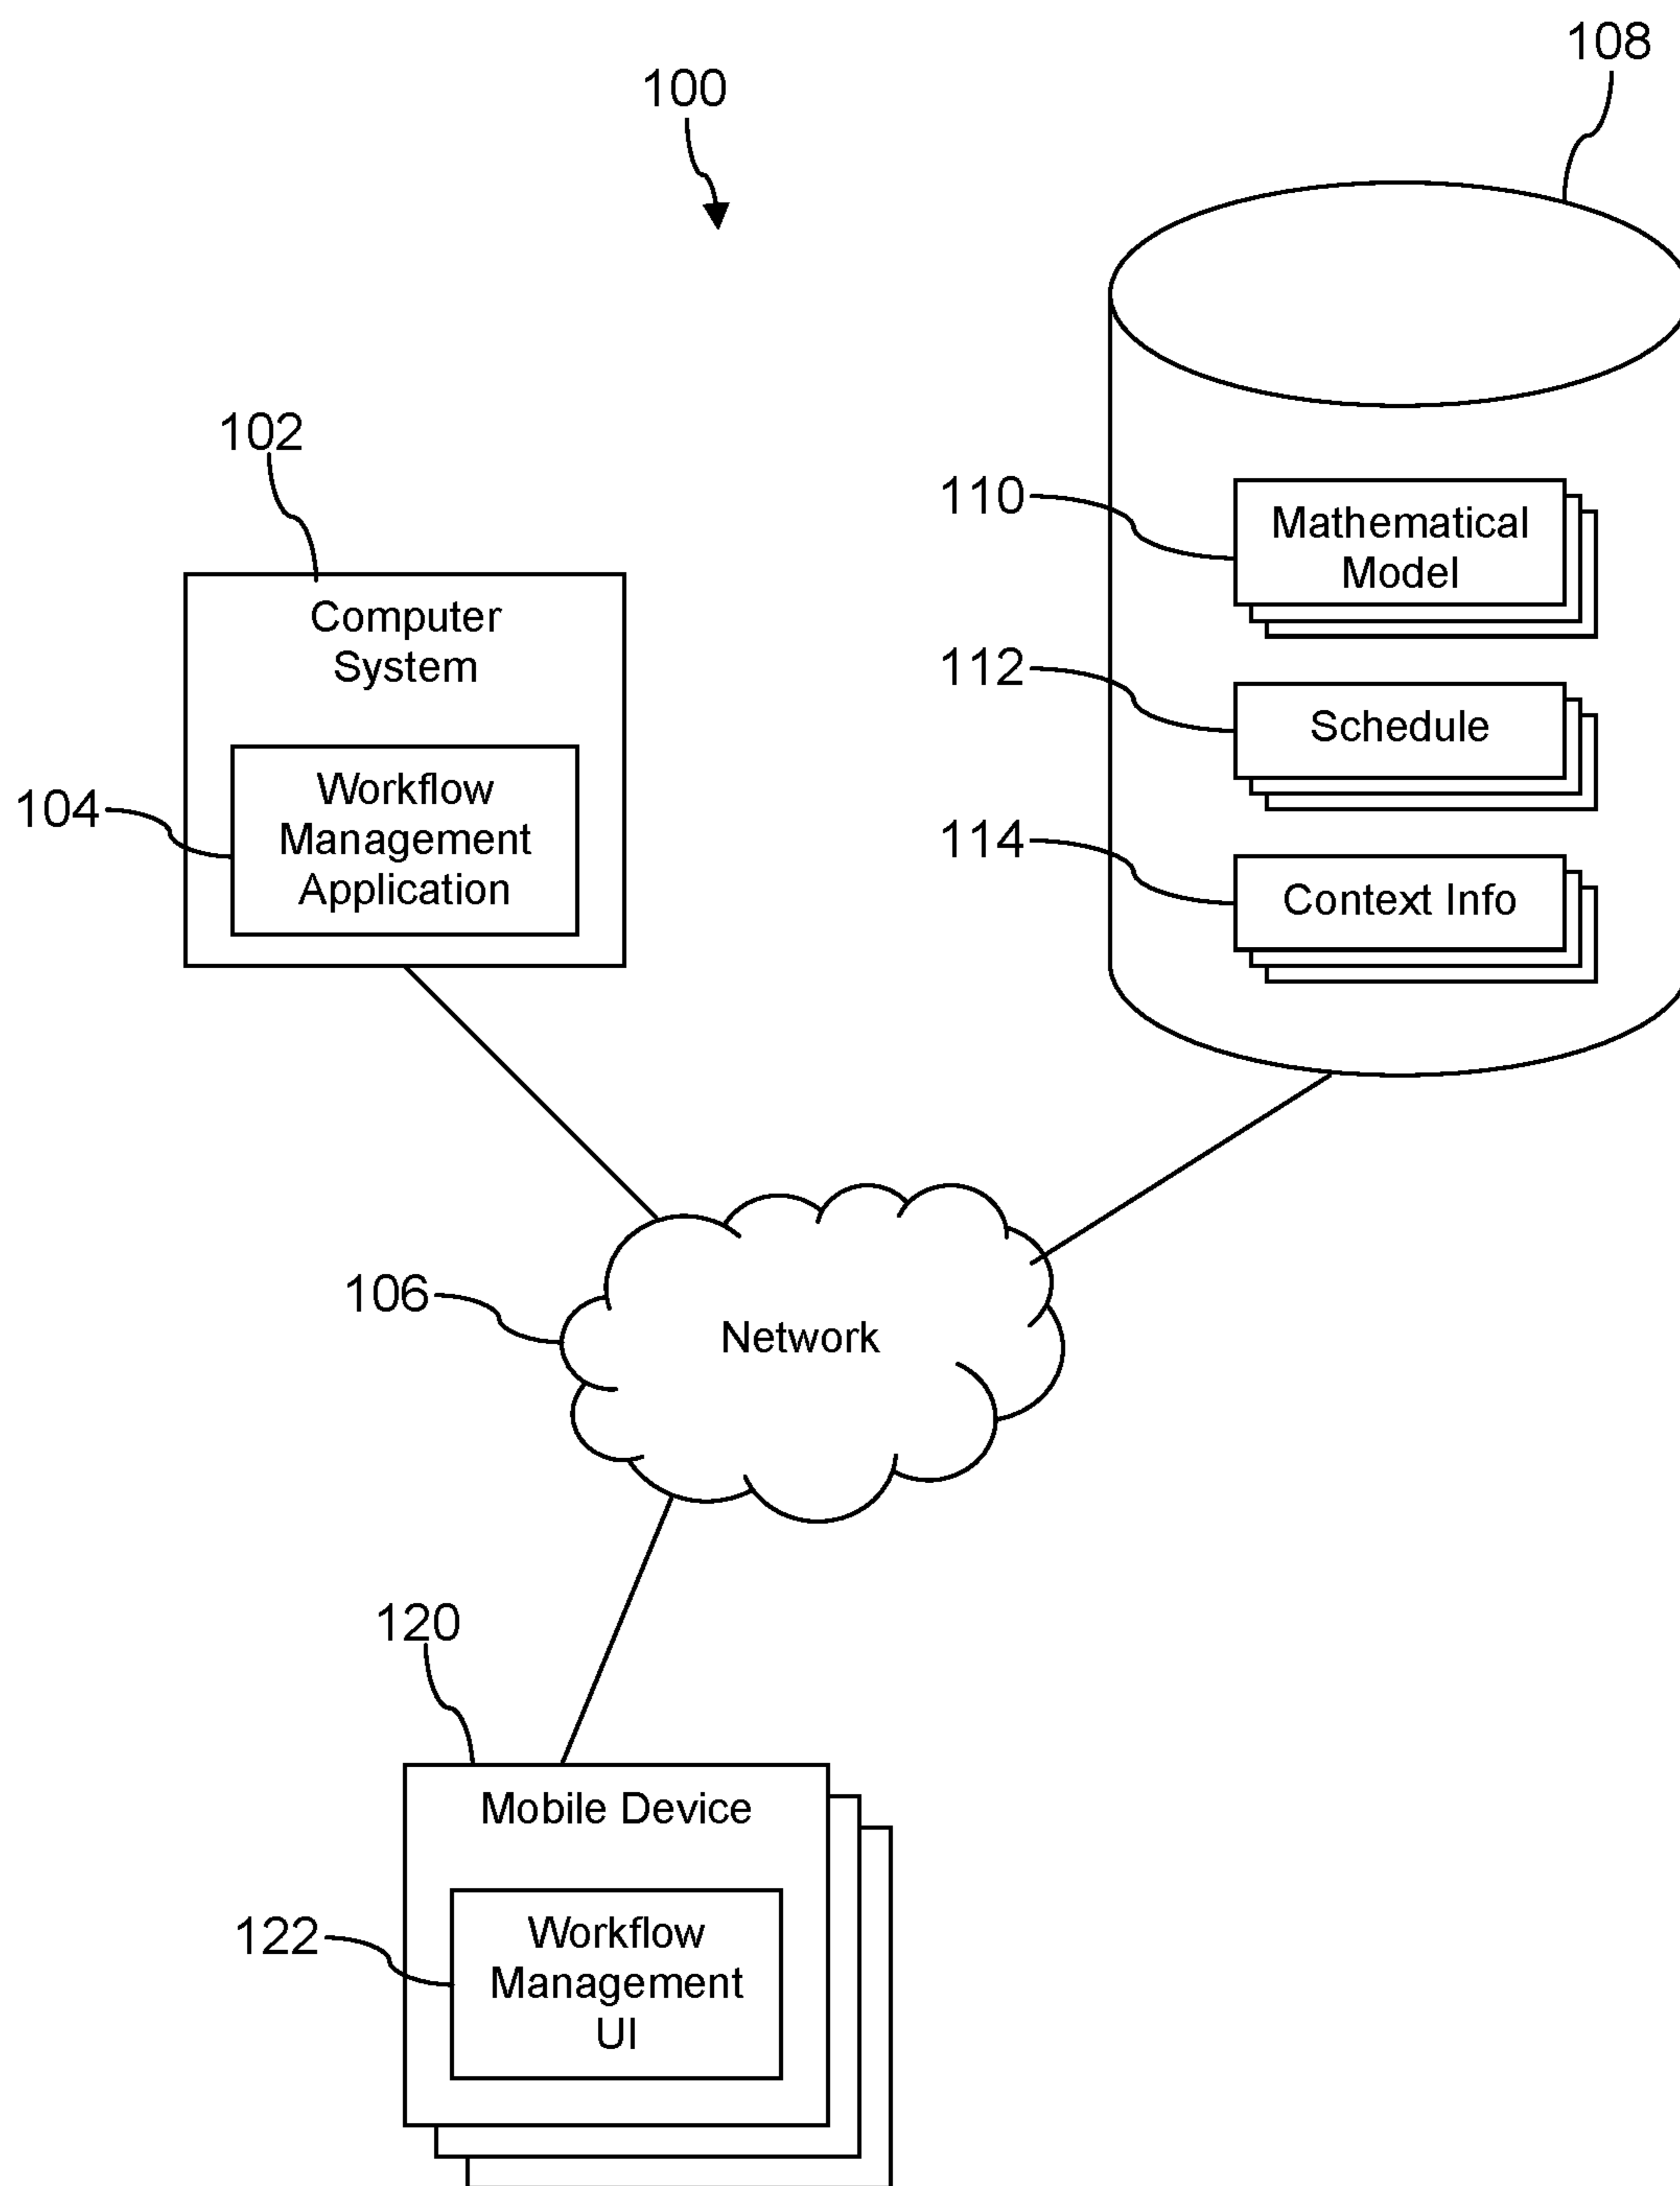 108
100
102
110
Mathematical
Model
Computer
System
112
Schedule
104
Workflow
Management
Application
114
Context Info
106
Network
120
Mobile Device
122
Workflow
Management
UI